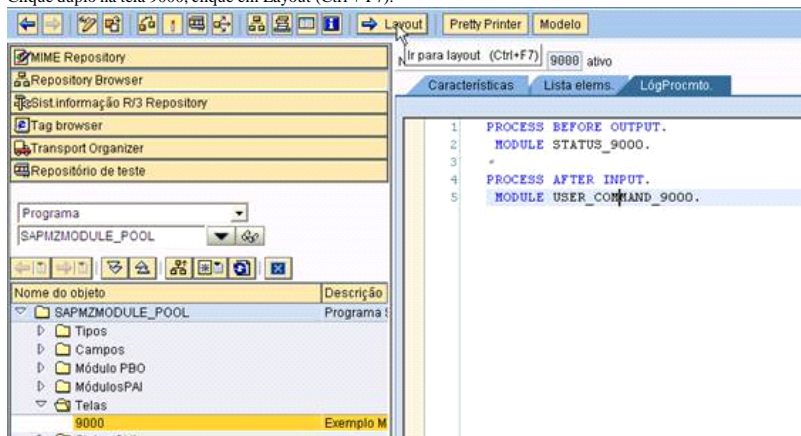 Clique duplo na tela 9000, clique em Layout (Ctrl + F7).
Layout Pretty Printer Modelo
MIME Repository
Repository Browser
Sist.informação R/3 Repository
Tag browser
Transport Organizer
Repositório de teste
Programa
SAPMZMODULE_POOL
Nome do objeto Descrição
SAPMZMODULE_POOL Programa
Tipos
Campos
Módulo PBO
MódulosPAI
Telas
9000 Exemplo M
Ir para layout (Ctrl+F7) 9000 ativo
Características Lista elems. LógProcmto.
1 PROCESS BEFORE OUTPUT.
2 MODULE STATUS_9000.
3 *
4 PROCESS AFTER INPUT.
5 MODULE USER_COMMAND_9000.